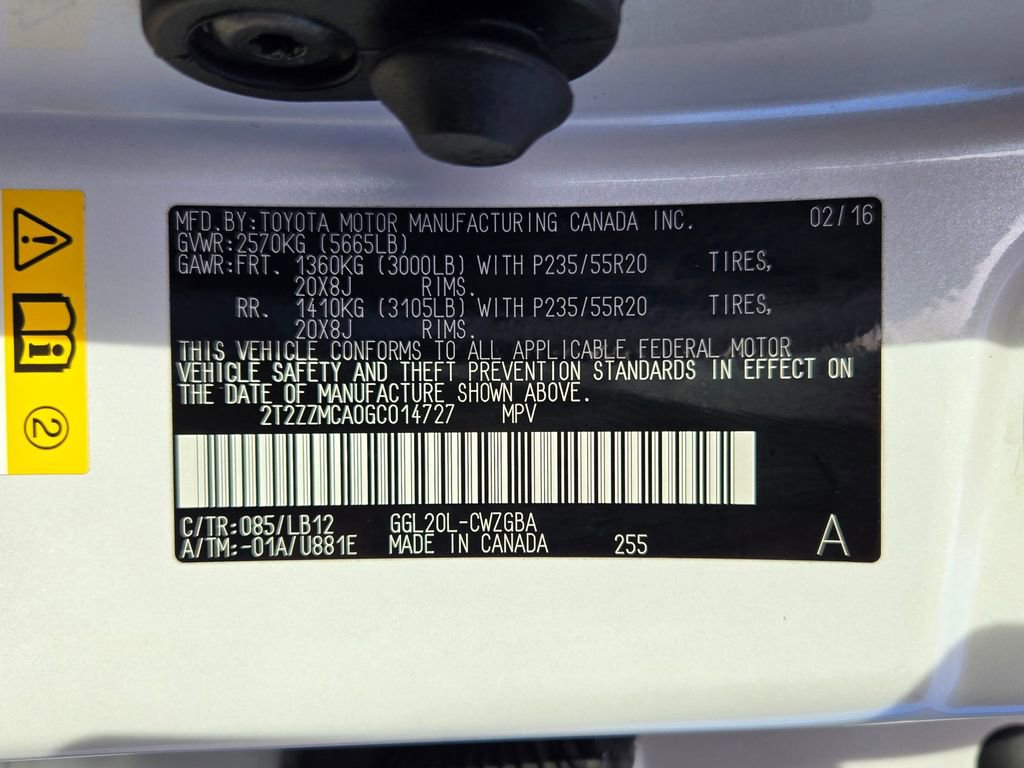 MFD.BY:TOYOTA MOTOR MANUFACTURING CANADA INC. 02/16
GVWR:2570KG (5665LB)
GAWR:FRT. 1360KG (3000LB) WITH P235/55R20 TIRES,
20X8J RIMS.
RR. 1410KG (3105LB) WITH P235/55R20 TIRES,
20X8J RIMS.
THIS VEHICLE CONFORMS TO ALL APPLICABLE FEDERAL MOTOR
VEHICLE SAFETY AND THEFT PREVENTION STANDARDS IN EFFECT ON
THE DATE OF MANUFACTURE SHOWN ABOVE.
2T2ZZMCA0GC014727 MPV
C/TR:085/LB12 GGL20L-CWZGBA
A/TM:-01A/U881E MADE IN CANADA 255 A
2